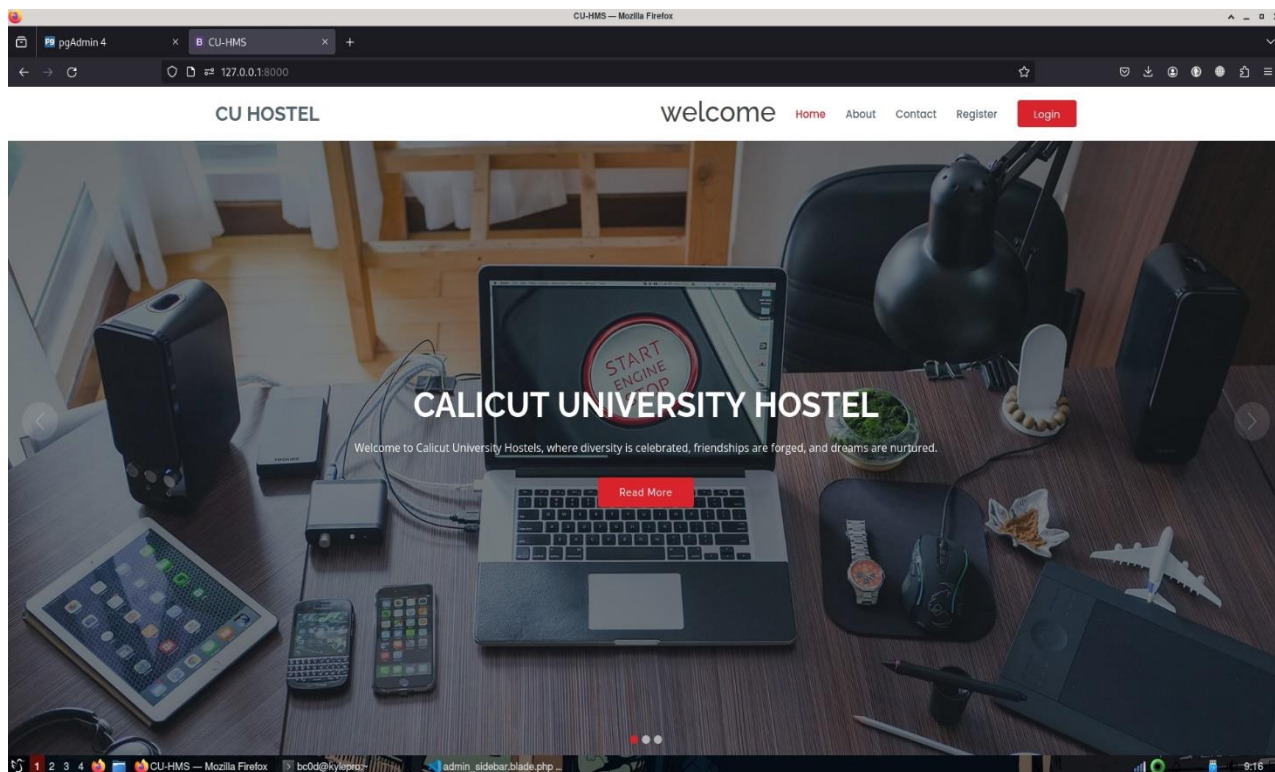 CU-HMS — Mozilla Firefox
pgAdmin 4
CU-HMS
127.0.0.1:8000
CU HOSTEL
welcome Home About Contact Register Login
START
ENGINE
STOP
CALICUT UNIVERSITY HOSTEL
Welcome to Calicut University Hostels, where diversity is celebrated, friendships are forged, and dreams are nurtured.
Read More
1 2 3 4 CU-HMS — Mozilla Firefox bc0d@kylepro:~ admin_sidebar.blade.php 9:16